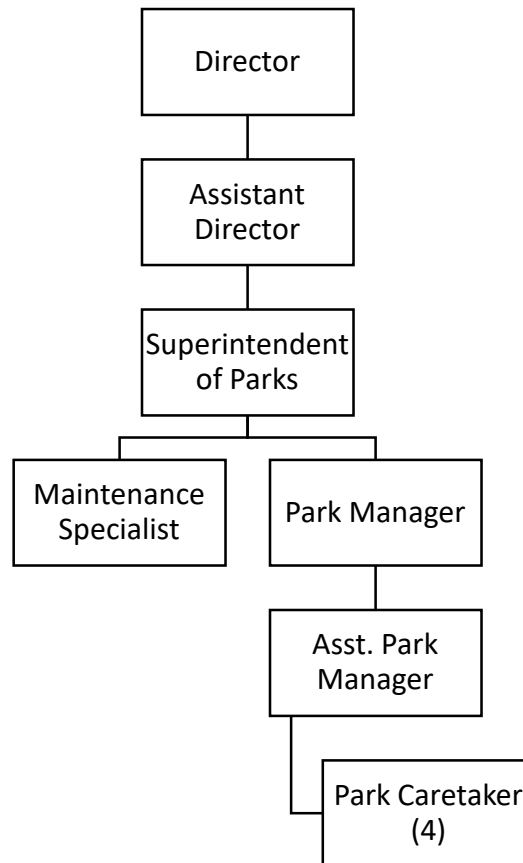 Director
Assistant
Director
Superintendent
of Parks
Maintenance
Specialist
Park Manager
Asst. Park
Manager
Park Caretaker
(4)